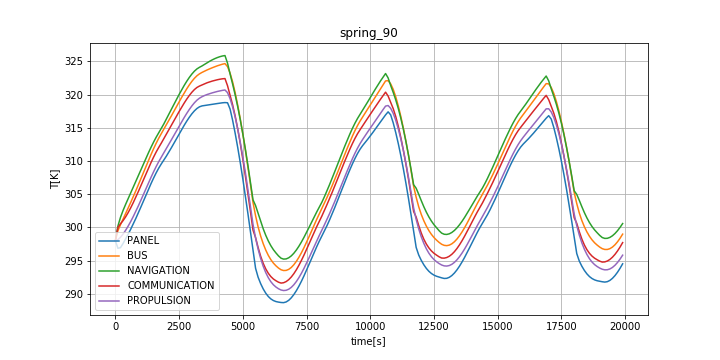 spring_90
T[K]
325
320
315
310
305
300
295
290
PANEL
BUS
NAVIGATION
COMMUNICATION
PROPULSION
0 2500 5000 7500 10000 12500 15000 17500 20000
time[s]